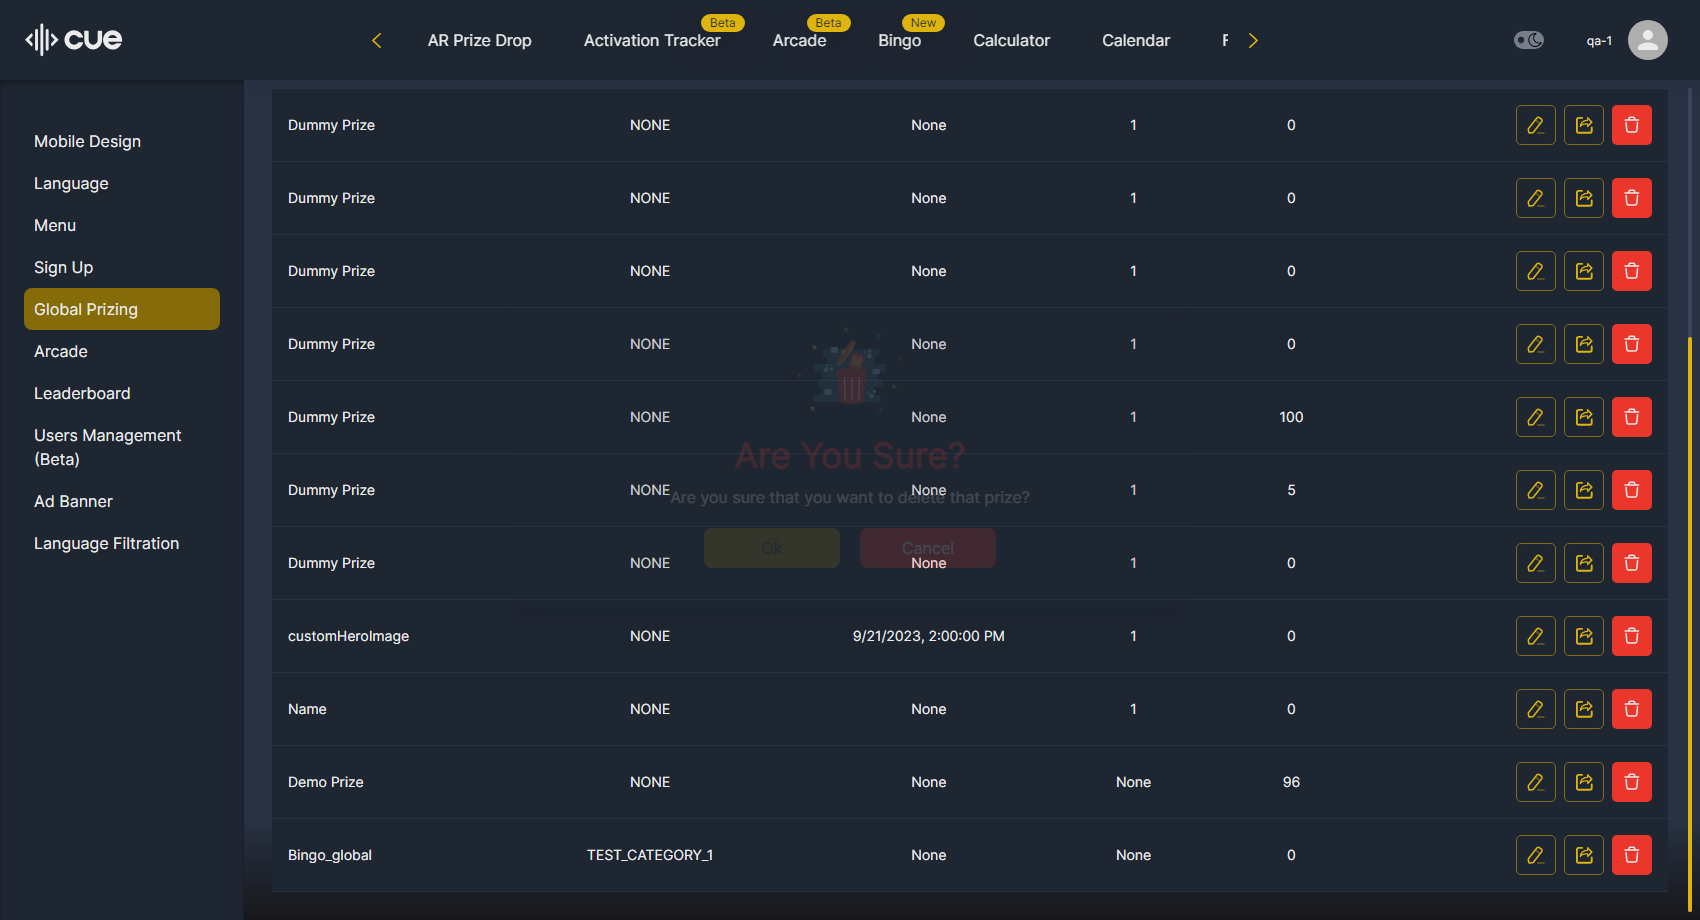 cue
AR Prize Drop
Activation Tracker
Beta
Arcade
Beta
Bingo
New
Calculator
Calendar
qa-1
Mobile Design
Language
Menu
Sign Up
Global Prizing
Arcade
Leaderboard
Users Management
(Beta)
Ad Banner
Language Filtration
Dummy Prize NONE None 1 0
Dummy Prize NONE None 1 0
Dummy Prize NONE None 1 0
Dummy Prize NONE None 1 0
Dummy Prize NONE None 1 100
Dummy Prize NONE None 1 5
Dummy Prize NONE None 1 0
customHeroImage NONE 9/21/2023, 2:00:00 PM 1 0
Name NONE None 1 0
Demo Prize NONE None None 96
Bingo_global TEST_CATEGORY_1 None None 0
Are You Sure?
Are you sure that you want to delete that prize?
Ok
Cancel